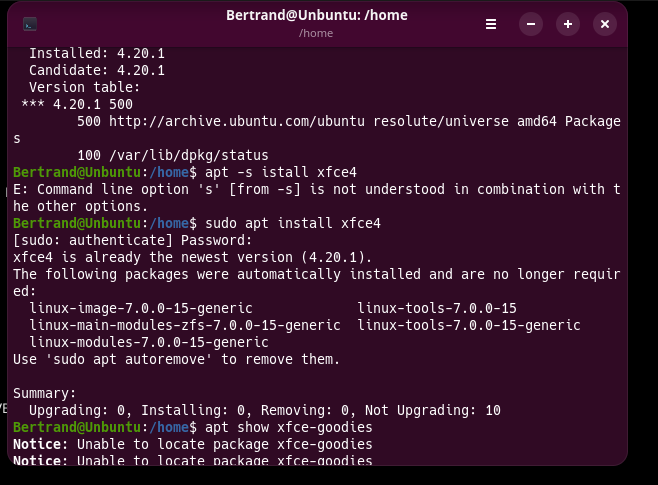 Bertrand@Unbuntu: /home
/home
Installed: 4.20.1
Candidate: 4.20.1
Version table:
*** 4.20.1 500
500 http://archive.ubuntu.com/ubuntu resolute/universe amd64 Package
s
100 /var/lib/dpkg/status
Bertrand@Unbuntu:/home$ apt -s istall xfce4
E: Command line option 's' [from -s] is not understood in combination with t
he other options.
Bertrand@Unbuntu:/home$ sudo apt install xfce4
[sudo: authenticate] Password:
xfce4 is already the newest version (4.20.1).
The following packages were automatically installed and are no longer requir
ed:
linux-image-7.0.0-15-generic linux-tools-7.0.0-15
linux-main-modules-zfs-7.0.0-15-generic linux-tools-7.0.0-15-generic
linux-modules-7.0.0-15-generic
Use 'sudo apt autoremove' to remove them.
Summary:
Upgrading: 0, Installing: 0, Removing: 0, Not Upgrading: 10
Bertrand@Unbuntu:/home$ apt show xfce-goodies
Notice: Unable to locate package xfce-goodies
Notice: Unable to locate package xfce-goodies